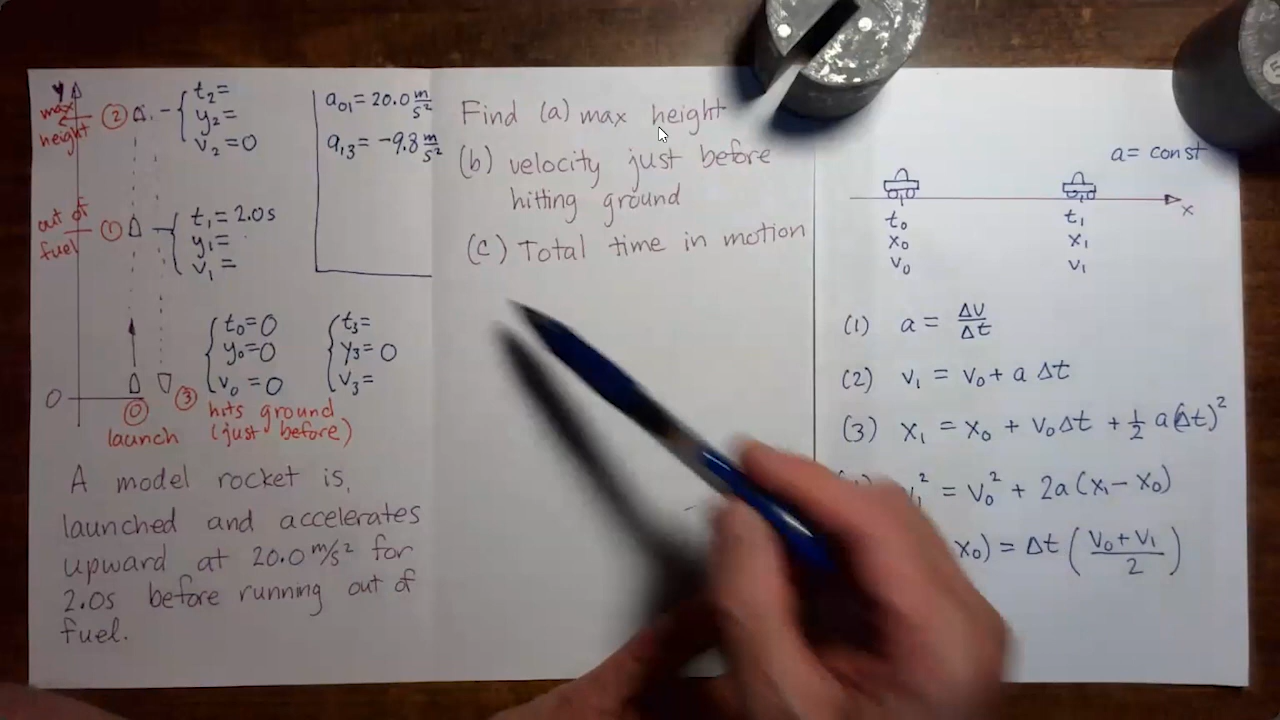 y
max
height
② { t₂=
y₂=
v₂=0
a₀₁=20.0 m/s²
a₁₃= -9.8 m/s²
out of
fuel
① { t₁=2.0s
y₁=
v₁=
0
{ t₀=0
y₀=0
v₀=0
{ t₃=
y₃=0
v₃=
⓪
launch
③ hits ground
(just before)
A model rocket is
launched and accelerates
upward at 20.0 m/s² for
2.0s before running out of
fuel.
Find (a) max height
(b) velocity just before
hitting ground
(c) Total time in motion
a= const
x
t₀
x₀
v₀
t₁
x₁
v₁
(1) a = Δv/Δt
(2) v₁ = v₀ + a Δt
(3) x₁ = x₀ + v₀Δt + ½ a(Δt)²
₁² = v₀² + 2a(x₁ - x₀)
x₀) = Δt ( (v₀+v₁)/2 )